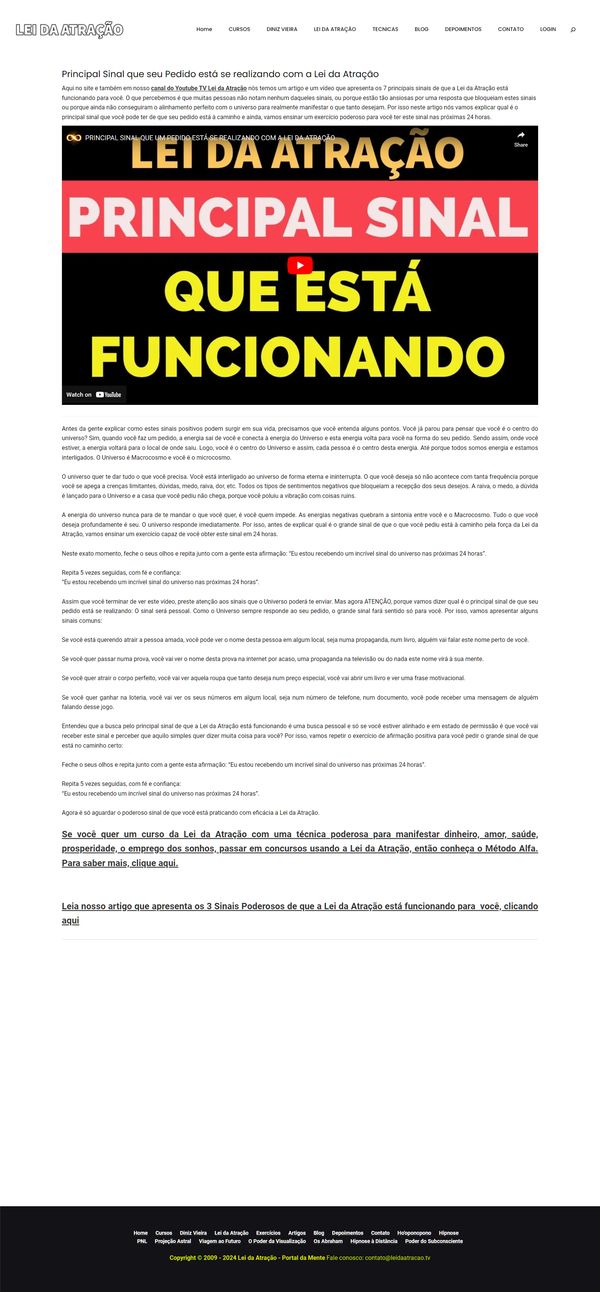 LEI DA ATRAÇÃO
Home CURSOS DINIZ VIEIRA LEI DA ATRAÇÃO TECNICAS BLOG DEPOIMENTOS CONTATO LOGIN
Principal Sinal que seu Pedido está se realizando com a Lei da Atração
Aqui no site e também em nosso canal do Youtube TV Lei da Atração nós temos um artigo e um vídeo que apresenta os 7 principais sinais de que a Lei da Atração está
funcionando para você. O que percebemos é que muitas pessoas não notam nenhum daqueles sinais, ou porque estão tão ansiosas por uma resposta que bloqueiam estes sinais
ou porque ainda não conseguiram o alinhamento perfeito com o universo para realmente manifestar o que tanto desejam. Por isso neste artigo nós vamos explicar qual é o
principal sinal que você pode ter de que seu pedido está à caminho e ainda, vamos ensinar um exercício poderoso para você ter este sinal nas próximas 24 horas.
PRINCIPAL SINAL QUE UM PEDIDO ESTÁ SE REALIZANDO COM A LEI DA ATRAÇÃO
Share
LEI DA ATRAÇÃO
PRINCIPAL SINAL
QUE ESTÁ
FUNCIONANDO
Watch on YouTube
Antes da gente explicar como estes sinais positivos podem surgir em sua vida, precisamos que você entenda alguns pontos. Você já parou para pensar que você é o centro do
universo? Sim, quando você faz um pedido, a energia sai de você e conecta à energia do Universo e esta energia volta para você na forma do seu pedido. Sendo assim, onde você
estiver, a energia voltará para o local de onde saiu. Logo, você é o centro do Universo e assim, cada pessoa é o centro desta energia. Até porque todos somos energia e estamos
interligados. O Universo é Macrocosmo e você é o microcosmo.
O universo quer te dar tudo o que você precisa. Você está interligado ao universo de forma eterna e ininterrupta. O que você deseja só não acontece com tanta frequência porque
você se apega a crenças limitantes, dúvidas, medo, raiva, dor, etc. Todos os tipos de sentimentos negativos que bloqueiam a recepção dos seus desejos. A raiva, o medo, a dúvida
é lançado para o Universo e a casa que você pediu não chega, porque você poluiu a vibração com coisas ruins.
A energia do universo nunca para de te mandar o que você quer, é você quem impede. As energias negativas quebram a sintonia entre você e o Macrocosmo. Tudo o que você
deseja profundamente é seu. O universo responde imediatamente. Por isso, antes de explicar qual é o grande sinal de que o que você pediu está à caminho pela força da Lei da
Atração, vamos ensinar um exercício capaz de você obter este sinal em 24 horas.
Neste exato momento, feche o seus olhos e repita junto com a gente esta afirmação: “Eu estou recebendo um incrível sinal do universo nas próximas 24 horas”.
Repita 5 vezes seguidas, com fé e confiança:
“Eu estou recebendo um incrível sinal do universo nas próximas 24 horas”.
Assim que você terminar de ver este vídeo, preste atenção aos sinais que o Universo poderá te enviar. Mas agora ATENÇÃO, porque vamos dizer qual é o principal sinal de que seu
pedido está se realizando: O sinal será pessoal. Como o Universo sempre responde ao seu pedido, o grande sinal fará sentido só para você. Por isso, vamos apresentar alguns
sinais comuns:
Se você está querendo atrair a pessoa amada, você pode ver o nome desta pessoa em algum local, seja numa propaganda, num livro, alguém vai falar este nome perto de você.
Se você quer passar numa prova, você vai ver o nome desta prova na internet por acaso, uma propaganda na televisão ou do nada este nome virá à sua mente.
Se você quer atrair o corpo perfeito, você vai ver aquela roupa que tanto deseja num preço especial, você vai abrir um livro e ver uma frase motivacional.
Se você quer ganhar na loteria, você vai ver os seus números em algum local, seja num número de telefone, num documento, você pode receber uma mensagem de alguém
falando desse jogo.
Entendeu que a busca pelo principal sinal de que a Lei da Atração está funcionando é uma busca pessoal e só se você estiver alinhado e em estado de permissão é que você vai
receber este sinal e perceber que aquilo simples quer dizer muita coisa para você? Por isso, vamos repetir o exercício de afirmação positiva para você pedir o grande sinal de que
está no caminho certo:
Feche o seus olhos e repita junto com a gente esta afirmação: “Eu estou recebendo um incrível sinal do universo nas próximas 24 horas”.
Repita 5 vezes seguidas, com fé e confiança:
“Eu estou recebendo um incrível sinal do universo nas próximas 24 horas”.
Agora é só aguardar o poderoso sinal de que você está praticando com eficácia a Lei da Atração.
Se você quer um curso da Lei da Atração com uma técnica poderosa para manifestar dinheiro, amor, saúde,
prosperidade, o emprego dos sonhos, passar em concursos usando a Lei da Atração, então conheça o Método Alfa.
Para saber mais, clique aqui.
Leia nosso artigo que apresenta os 3 Sinais Poderosos de que a Lei da Atração está funcionando para você, clicando
aqui
Home Cursos Diniz Vieira Lei da Atração Exercícios Artigos Blog Depoimentos Contato Ho'oponopono Hipnose
PNL Projeção Astral Viagem ao Futuro O Poder da Visualização Os Abraham Hipnose à Distância Poder do Subconsciente
Copyright © 2009 - 2024 Lei da Atração - Portal da Mente Fale conosco: contato@leidaatracao.tv